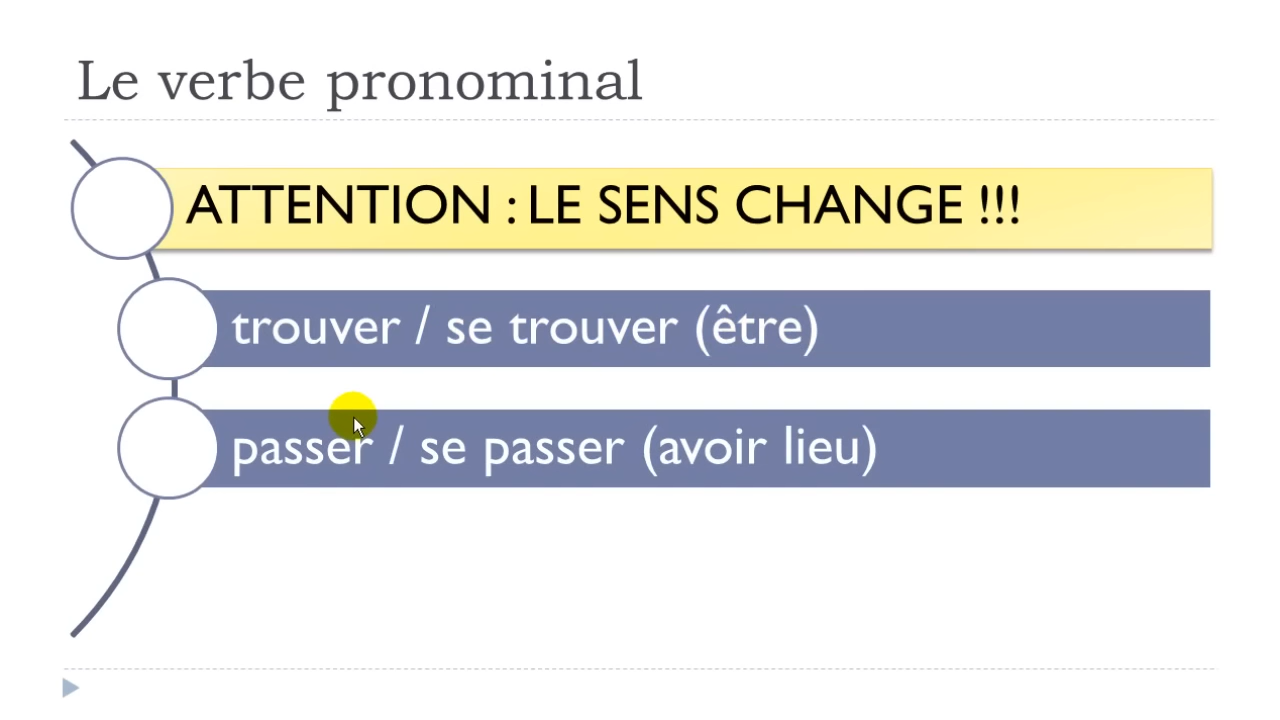 Le verbe pronominal
ATTENTION : LE SENS CHANGE !!!
trouver / se trouver (être)
passer / se passer (avoir lieu)